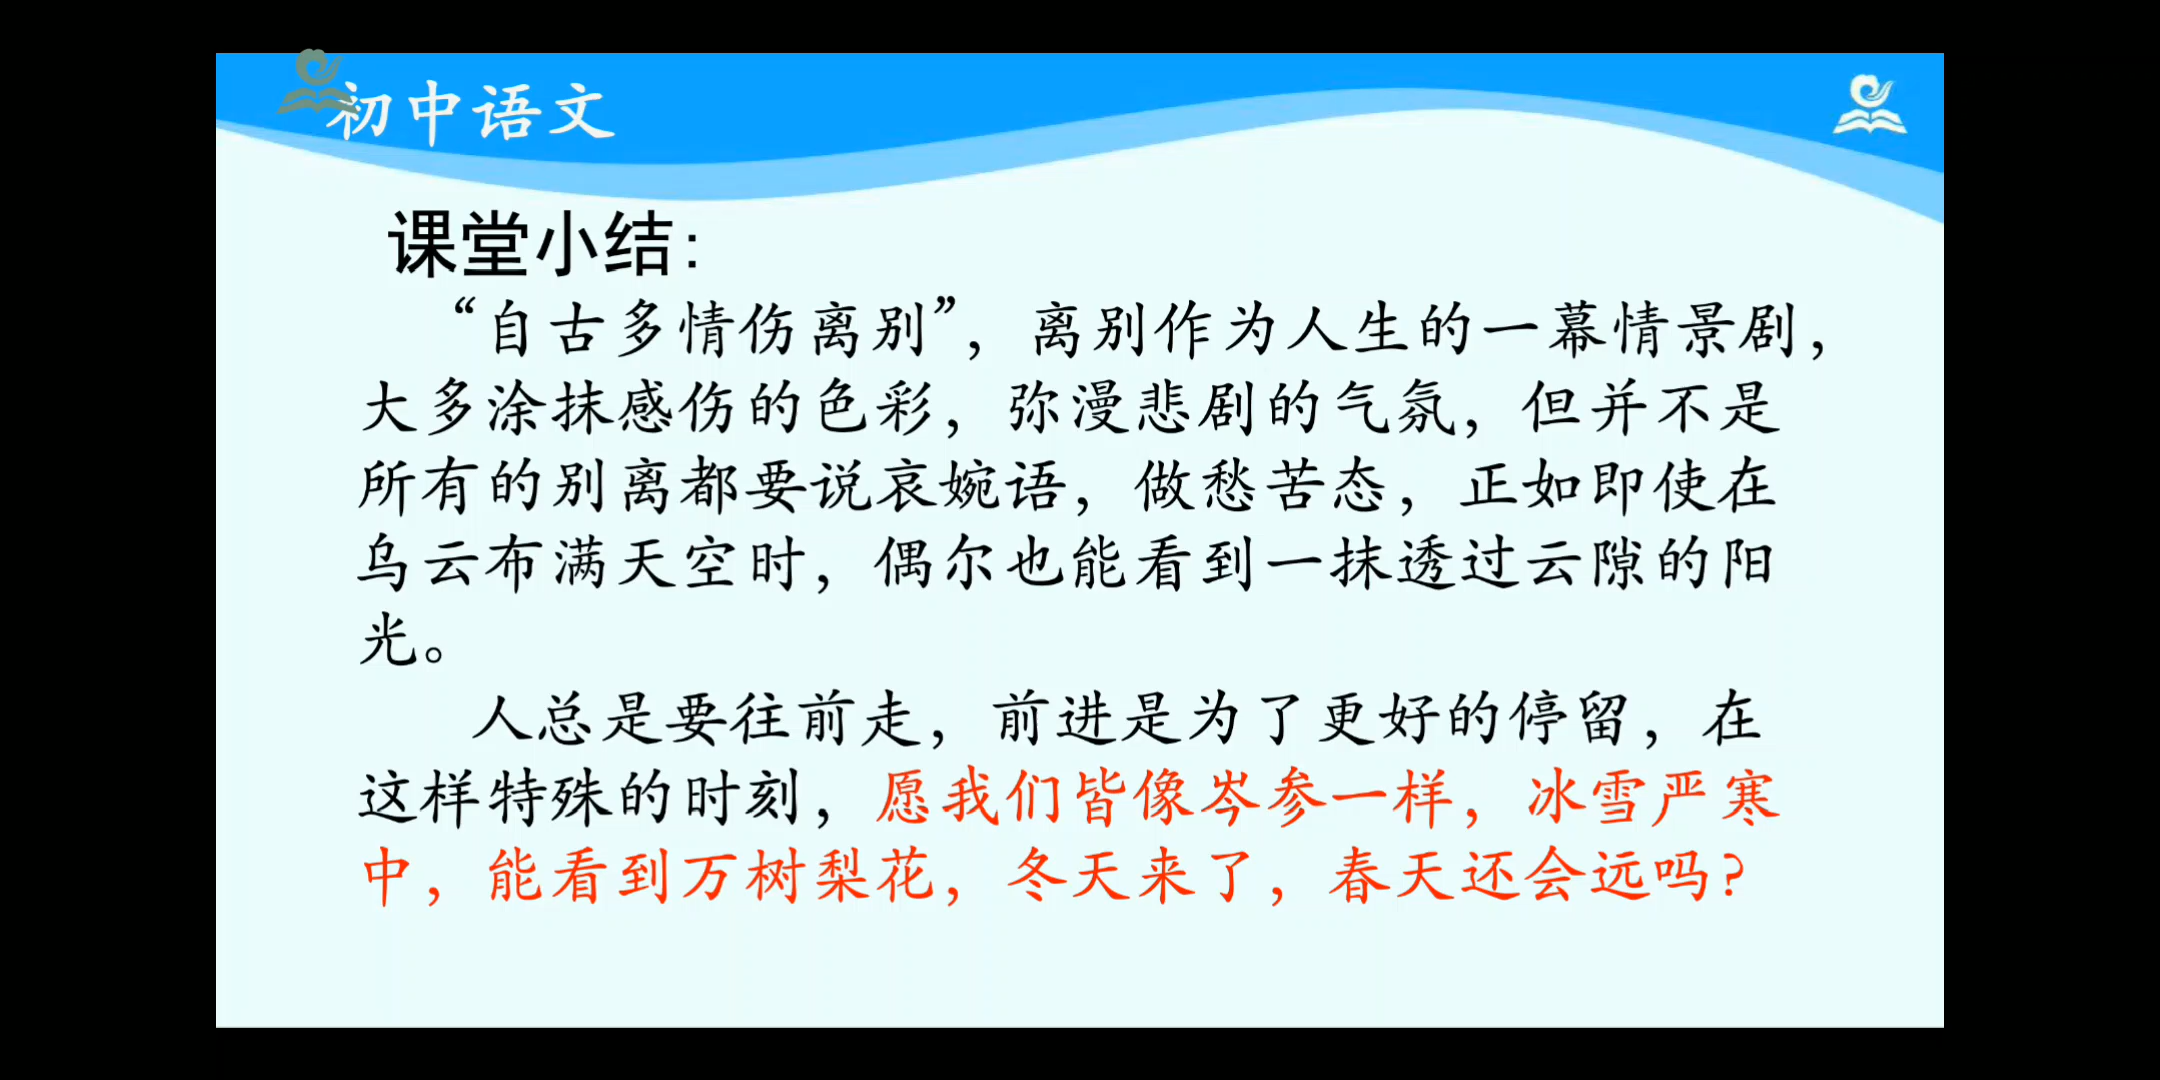 初中语文
课堂小结：
“自古多情伤离别”，离别作为人生的一幕情景剧，
大多涂抹感伤的色彩，弥漫悲剧的气氛，但并不是
所有的别离都要说哀婉语，做愁苦态，正如即使在
乌云布满天空时，偶尔也能看到一抹透过云隙的阳
光。
人总是要往前走，前进是为了更好的停留，在
这样特殊的时刻，愿我们皆像岑参一样，冰雪严寒
中，能看到万树梨花，冬天来了，春天还会远吗？